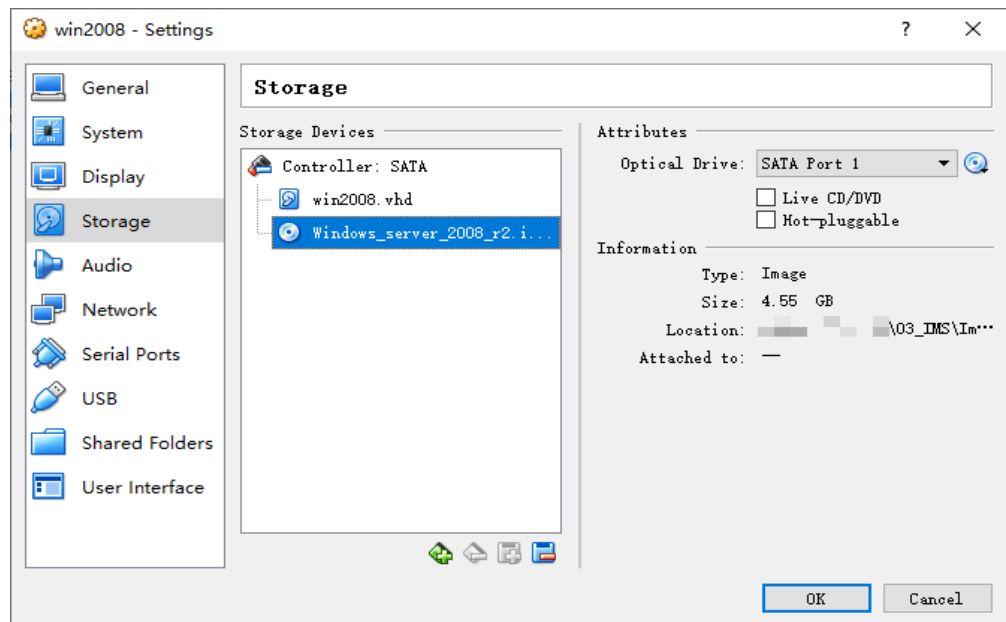 win2008 - Settings
?
General
System
Display
Storage
Audio
Network
Serial Ports
USB
Shared Folders
User Interface
Storage
Storage Devices
Controller: SATA
win2008.vhd
Windows_server_2008_r2.i...
Attributes
Optical Drive: SATA Port 1
Live CD/DVD
Hot-pluggable
Information
Type: Image
Size: 4.55 GB
Location: \03_IMS\Im···
Attached to: —
OK
Cancel